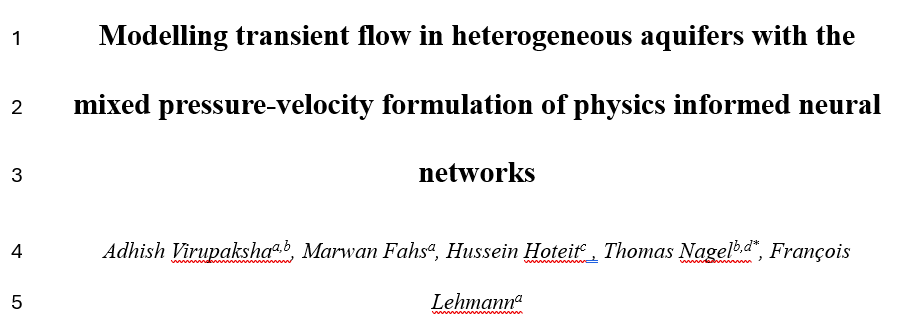 1 Modelling transient flow in heterogeneous aquifers with the
2 mixed pressure-velocity formulation of physics informed neural
3 networks
4 Adhish Virupaksha^a,b, Marwan Fahs^a, Hussein Hoteit^c , Thomas Nagel^b,d*, François
5 Lehmann^a